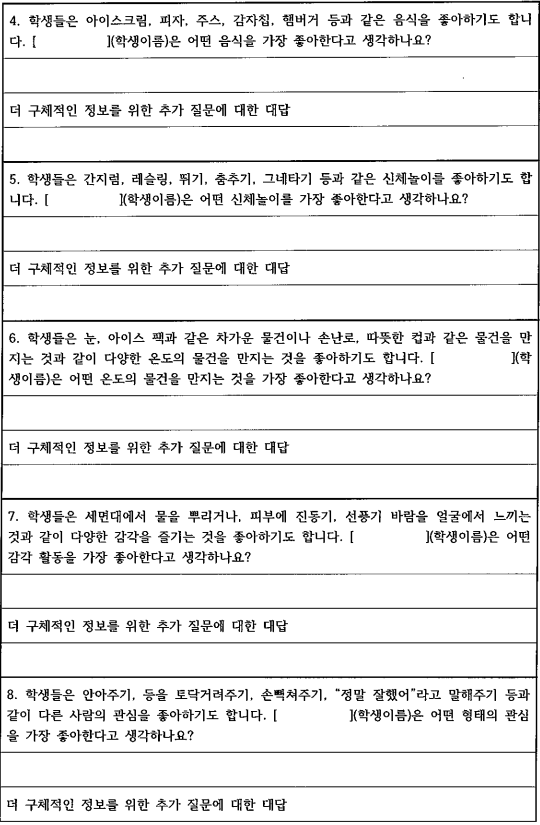 4. 학생들은 아이스크림, 피자, 주스, 감자칩, 햄버거 등과 같은 음식을 좋아하기도 합니
다. [ ](학생이름)은 어떤 음식을 가장 좋아한다고 생각하나요?
더 구체적인 정보를 위한 추가 질문에 대한 대답
5. 학생들은 간지럼, 레슬링, 뛰기, 춤추기, 그네타기 등과 같은 신체놀이를 좋아하기도 합
니다. [ ](학생이름)은 어떤 신체놀이를 가장 좋아한다고 생각하나요?
더 구체적인 정보를 위한 추가 질문에 대한 대답
6. 학생들은 눈, 아이스 팩과 같은 차가운 물건이나 손난로, 따뜻한 컵과 같은 물건을 만
지는 것과 같이 다양한 온도의 물건을 만지는 것을 좋아하기도 합니다. [ ](학
생이름)은 어떤 온도의 물건을 만지는 것을 가장 좋아한다고 생각하나요?
더 구체적인 정보를 위한 추가 질문에 대한 대답
7. 학생들은 세면대에서 물을 뿌리거나, 피부에 진동기, 선풍기 바람을 얼굴에서 느끼는
것과 같이 다양한 감각을 즐기는 것을 좋아하기도 합니다. [ ](학생이름)은 어떤
감각 활동을 가장 좋아한다고 생각하나요?
더 구체적인 정보를 위한 추가 질문에 대한 대답
8. 학생들은 안아주기, 등을 토닥거려주기, 손뼉쳐주기, "정말 잘했어"라고 말해주기 등과
같이 다른 사람의 관심을 좋아하기도 합니다. [ ](학생이름)은 어떤 형태의 관심
을 가장 좋아한다고 생각하나요?
더 구체적인 정보를 위한 추가 질문에 대한 대답